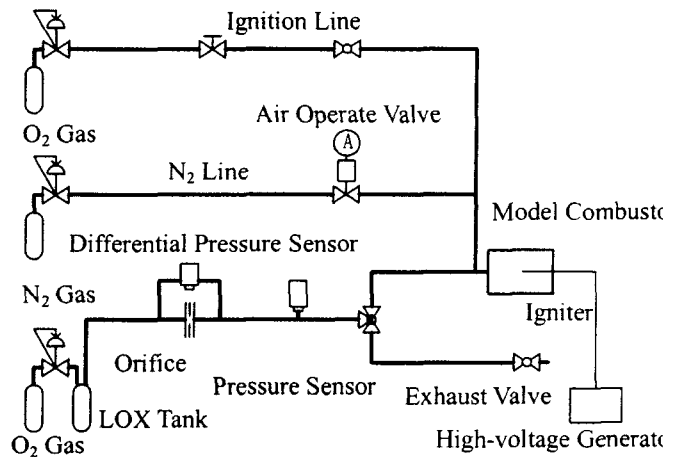 Ignition Line
O₂ Gas
Air Operate Valve
A
N₂ Line
Model Combusto
Differential Pressure Sensor
N₂ Gas
Igniter
Orifice
Pressure Sensor
Exhaust Valve
LOX Tank
O₂ Gas
High-voltage Generato